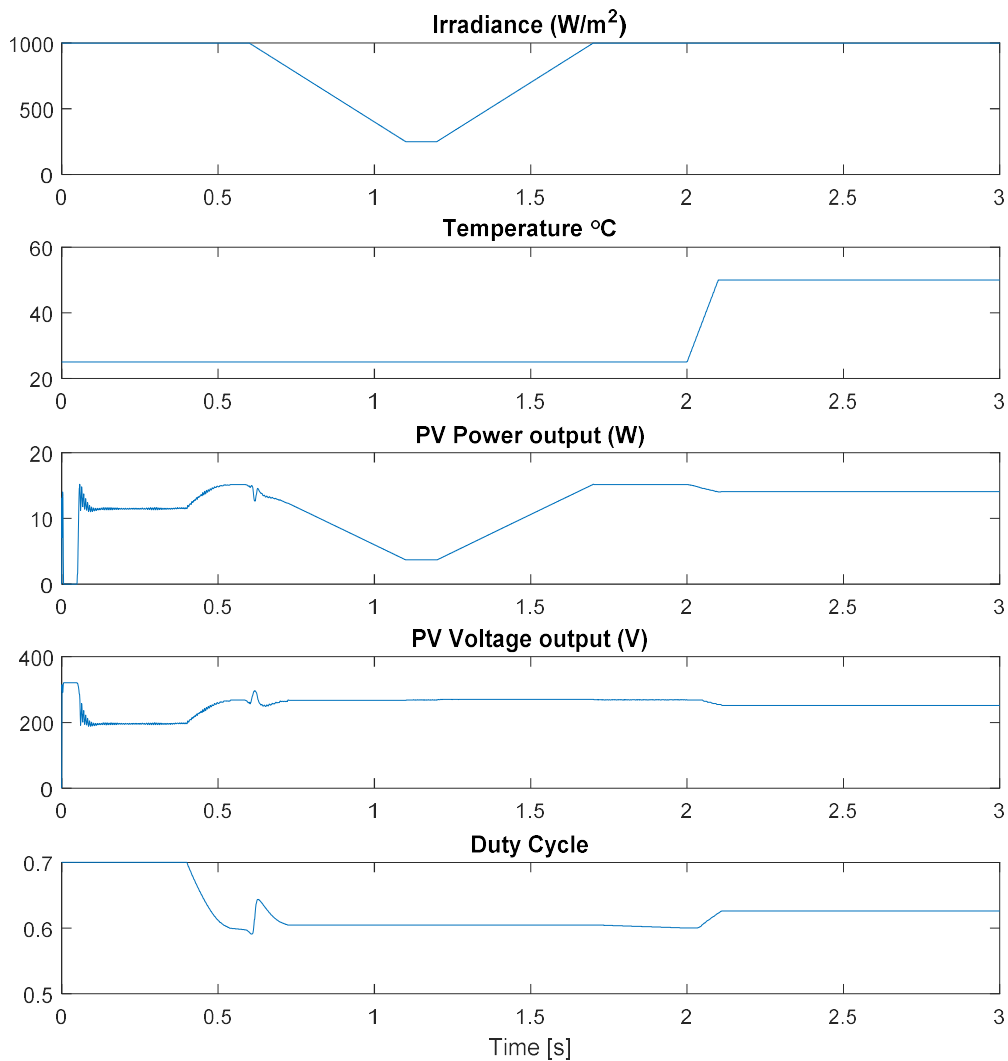 Irradiance (W/m²)
1000
500
0
0 0.5 1 1.5 2 2.5 3
Temperature °C
60
40
20
0 0.5 1 1.5 2 2.5 3
PV Power output (W)
20
10
0
0 0.5 1 1.5 2 2.5 3
PV Voltage output (V)
400
200
0
0 0.5 1 1.5 2 2.5 3
Duty Cycle
0.7
0.6
0.5
0 0.5 1 1.5 2 2.5 3
Time [s]